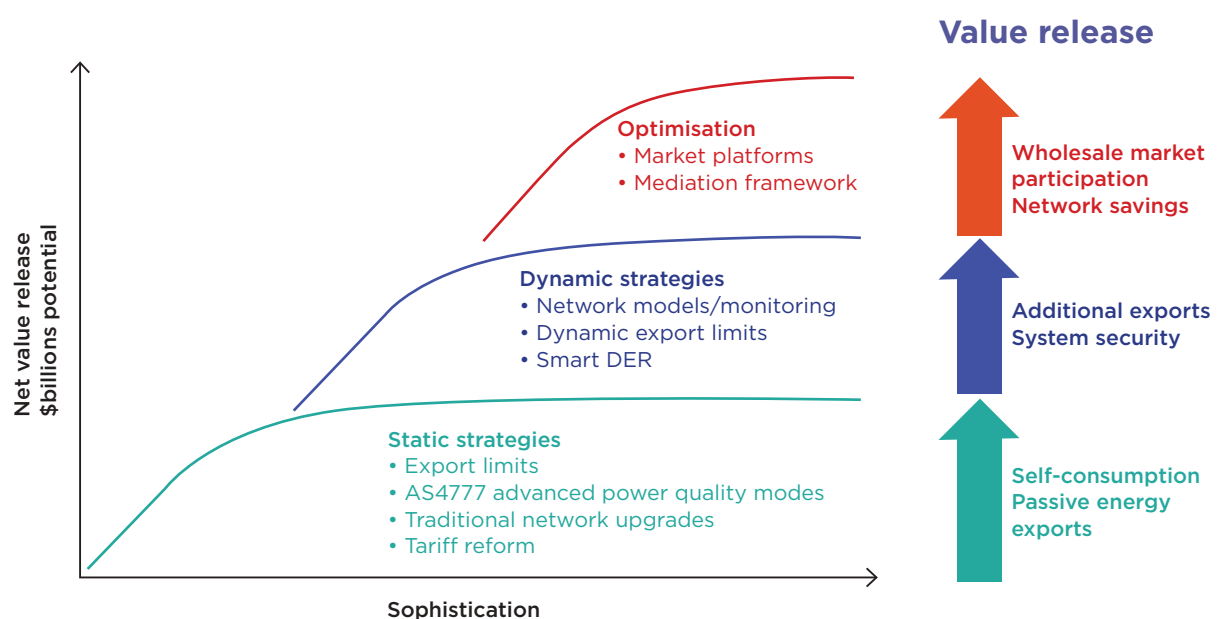 Value release
Net value release
$billions potential
Optimisation
• Market platforms
• Mediation framework
Wholesale market
participation
Network savings
Dynamic strategies
• Network models/monitoring
• Dynamic export limits
• Smart DER
Additional exports
System security
Static strategies
• Export limits
• AS4777 advanced power quality modes
• Traditional network upgrades
• Tariff reform
Self-consumption
Passive energy
exports
Sophistication